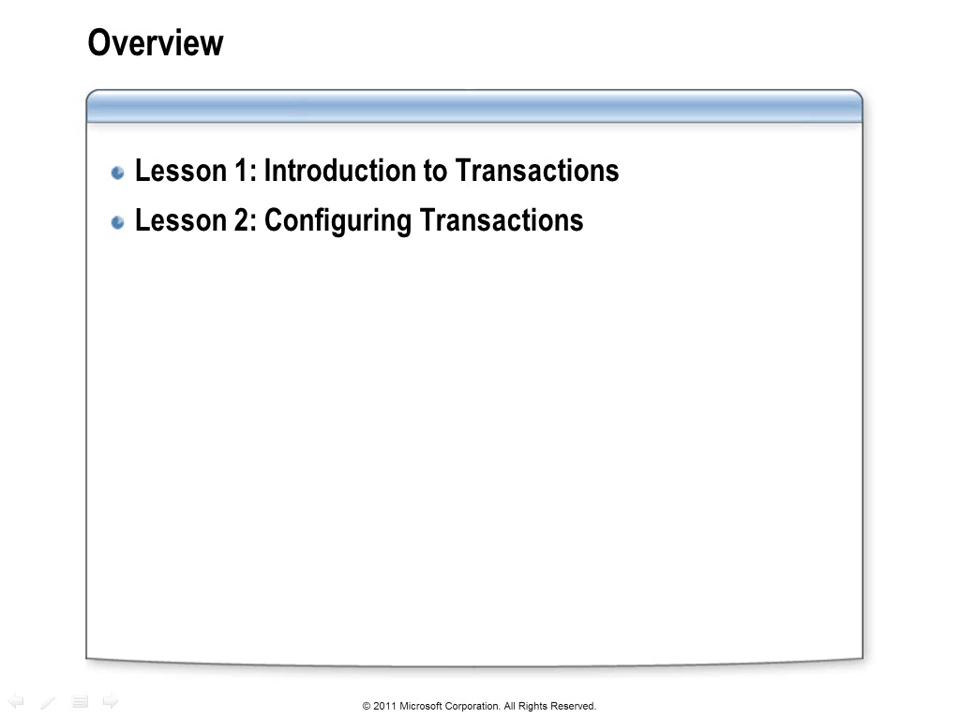 Overview
Lesson 1: Introduction to Transactions
Lesson 2: Configuring Transactions
© 2011 Microsoft Corporation. All Rights Reserved.